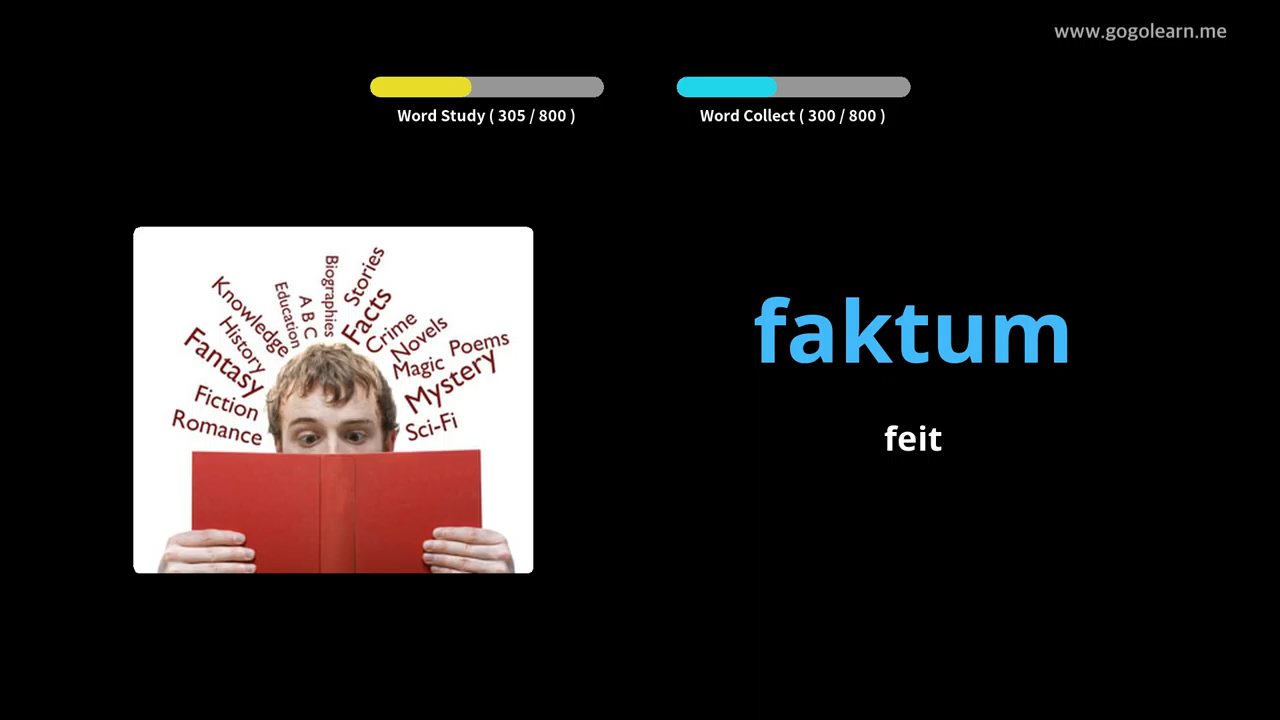 www.gogolearn.me
Word Study ( 305 / 800 )
Word Collect ( 300 / 800 )
Biographies
Stories
Education
A B C
Facts
Knowledge
Crime
History
Novels
Poems
Fantasy
Magic
Mystery
Fiction
Romance
Sci-Fi
faktum
feit